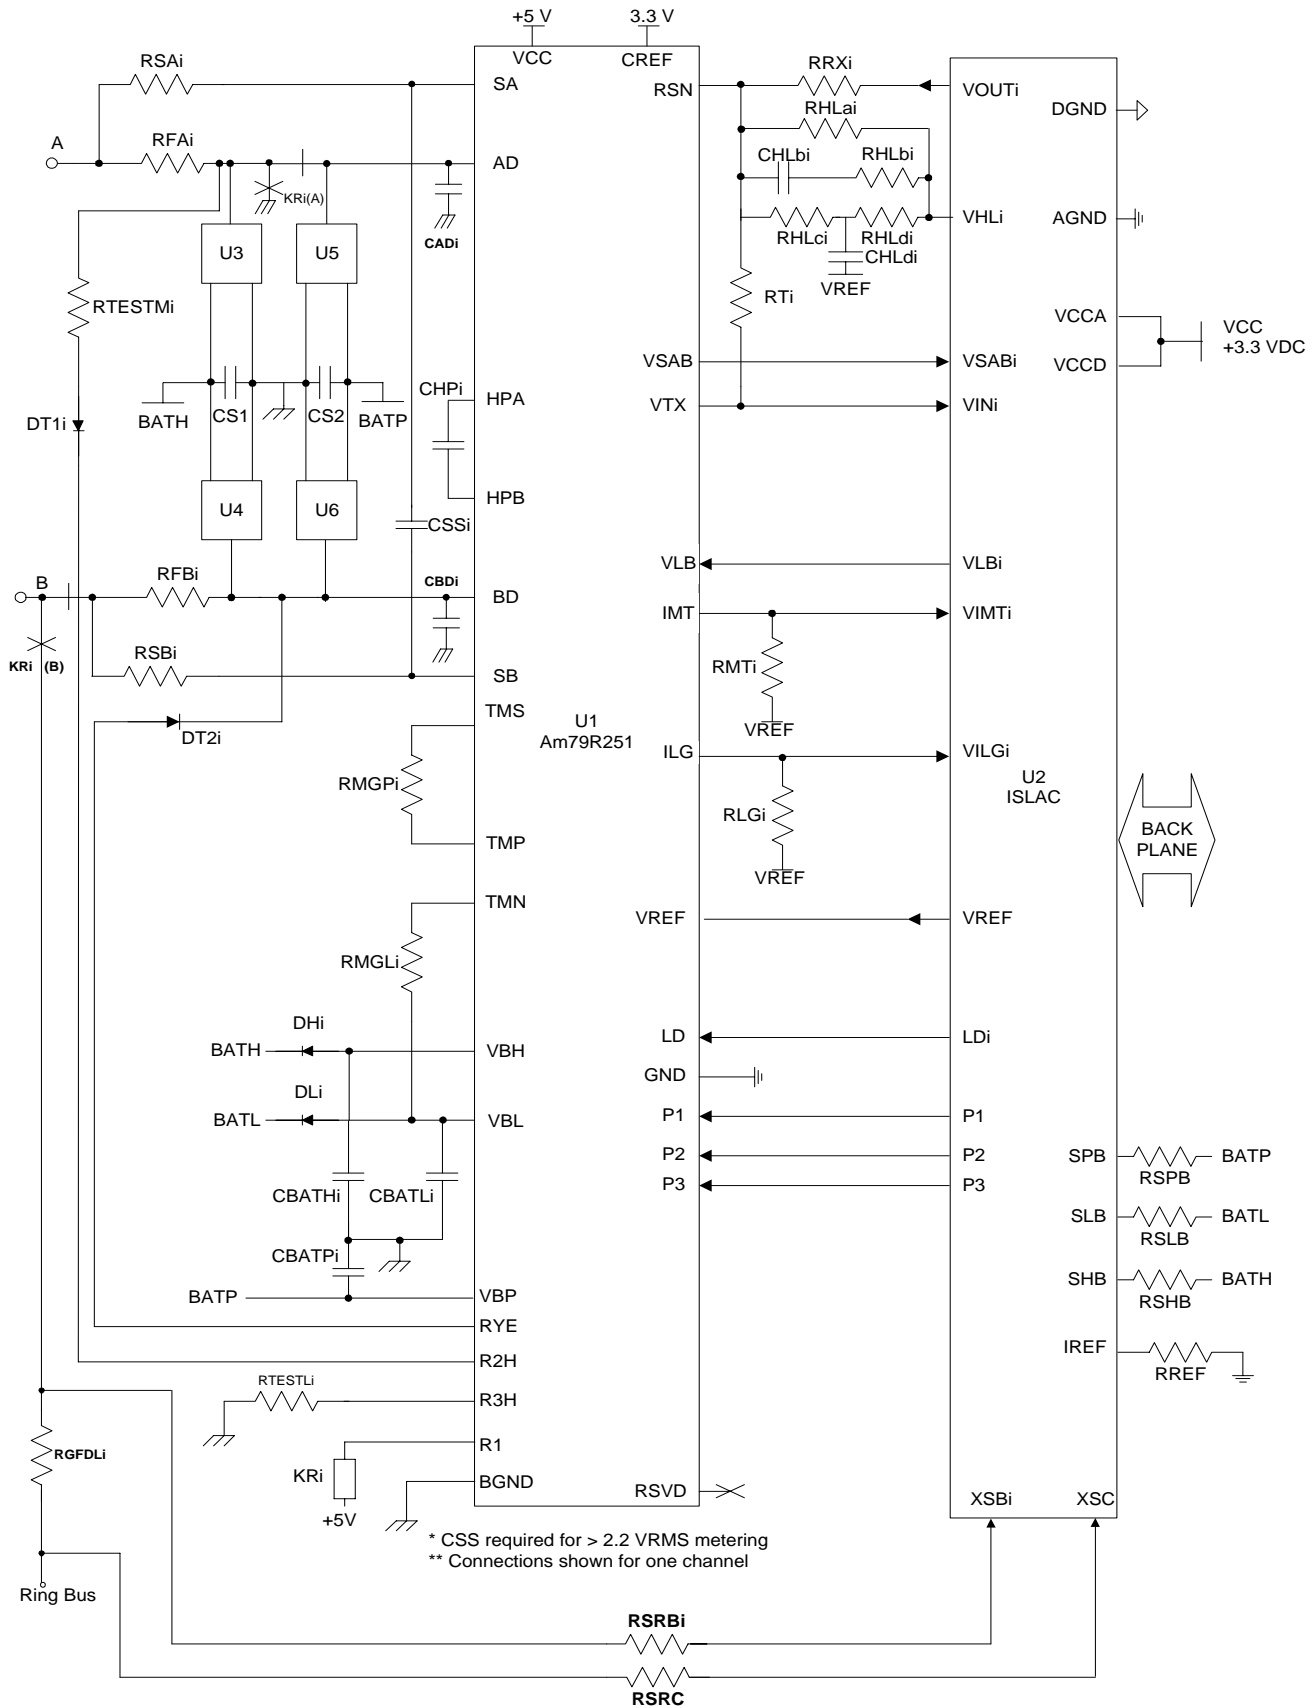 +5 V
3.3 V
RSAi
VCC
CREF
RRXi
SA
RSN
VOUTi
DGND
RHLai
A
RFAi
CHLbi
RHLbi
AD
KRi(A)
VHLi
AGND
CADi
RHLci
RHLdi
U3
U5
CHLdi
VREF
RTESTMi
RTi
VCCA
VCC
+3.3 VDC
VSAB
VSABi
VCCD
CHPi
HPA
VTX
VINi
BATH
CS1
CS2
BATP
DT1i
HPB
U4
U6
CSSi
VLB
VLBi
B
RFBi
CBDi
BD
IMT
VIMTi
KRi (B)
RSBi
SB
RMTi
TMS
U1
Am79R251
VREF
DT2i
ILG
VILGi
RMGPi
U2
ISLAC
RLGi
BACK
PLANE
TMP
VREF
TMN
VREF
VREF
RMGLi
DHi
LD
LDi
BATH
VBH
GND
DLi
BATL
VBL
P1
P1
P2
P2
SPB
BATP
CBATHi
CBATLi
P3
P3
RSPB
SLB
BATL
RSLB
CBATPi
SHB
BATH
BATP
VBP
RSHB
RYE
IREF
R2H
RREF
RTESTLi
R3H
RGFDLi
R1
KRi
BGND
RSVD
XSBi
XSC
+5V
* CSS required for > 2.2 VRMS metering
** Connections shown for one channel
Ring Bus
RSRBi
RSRC